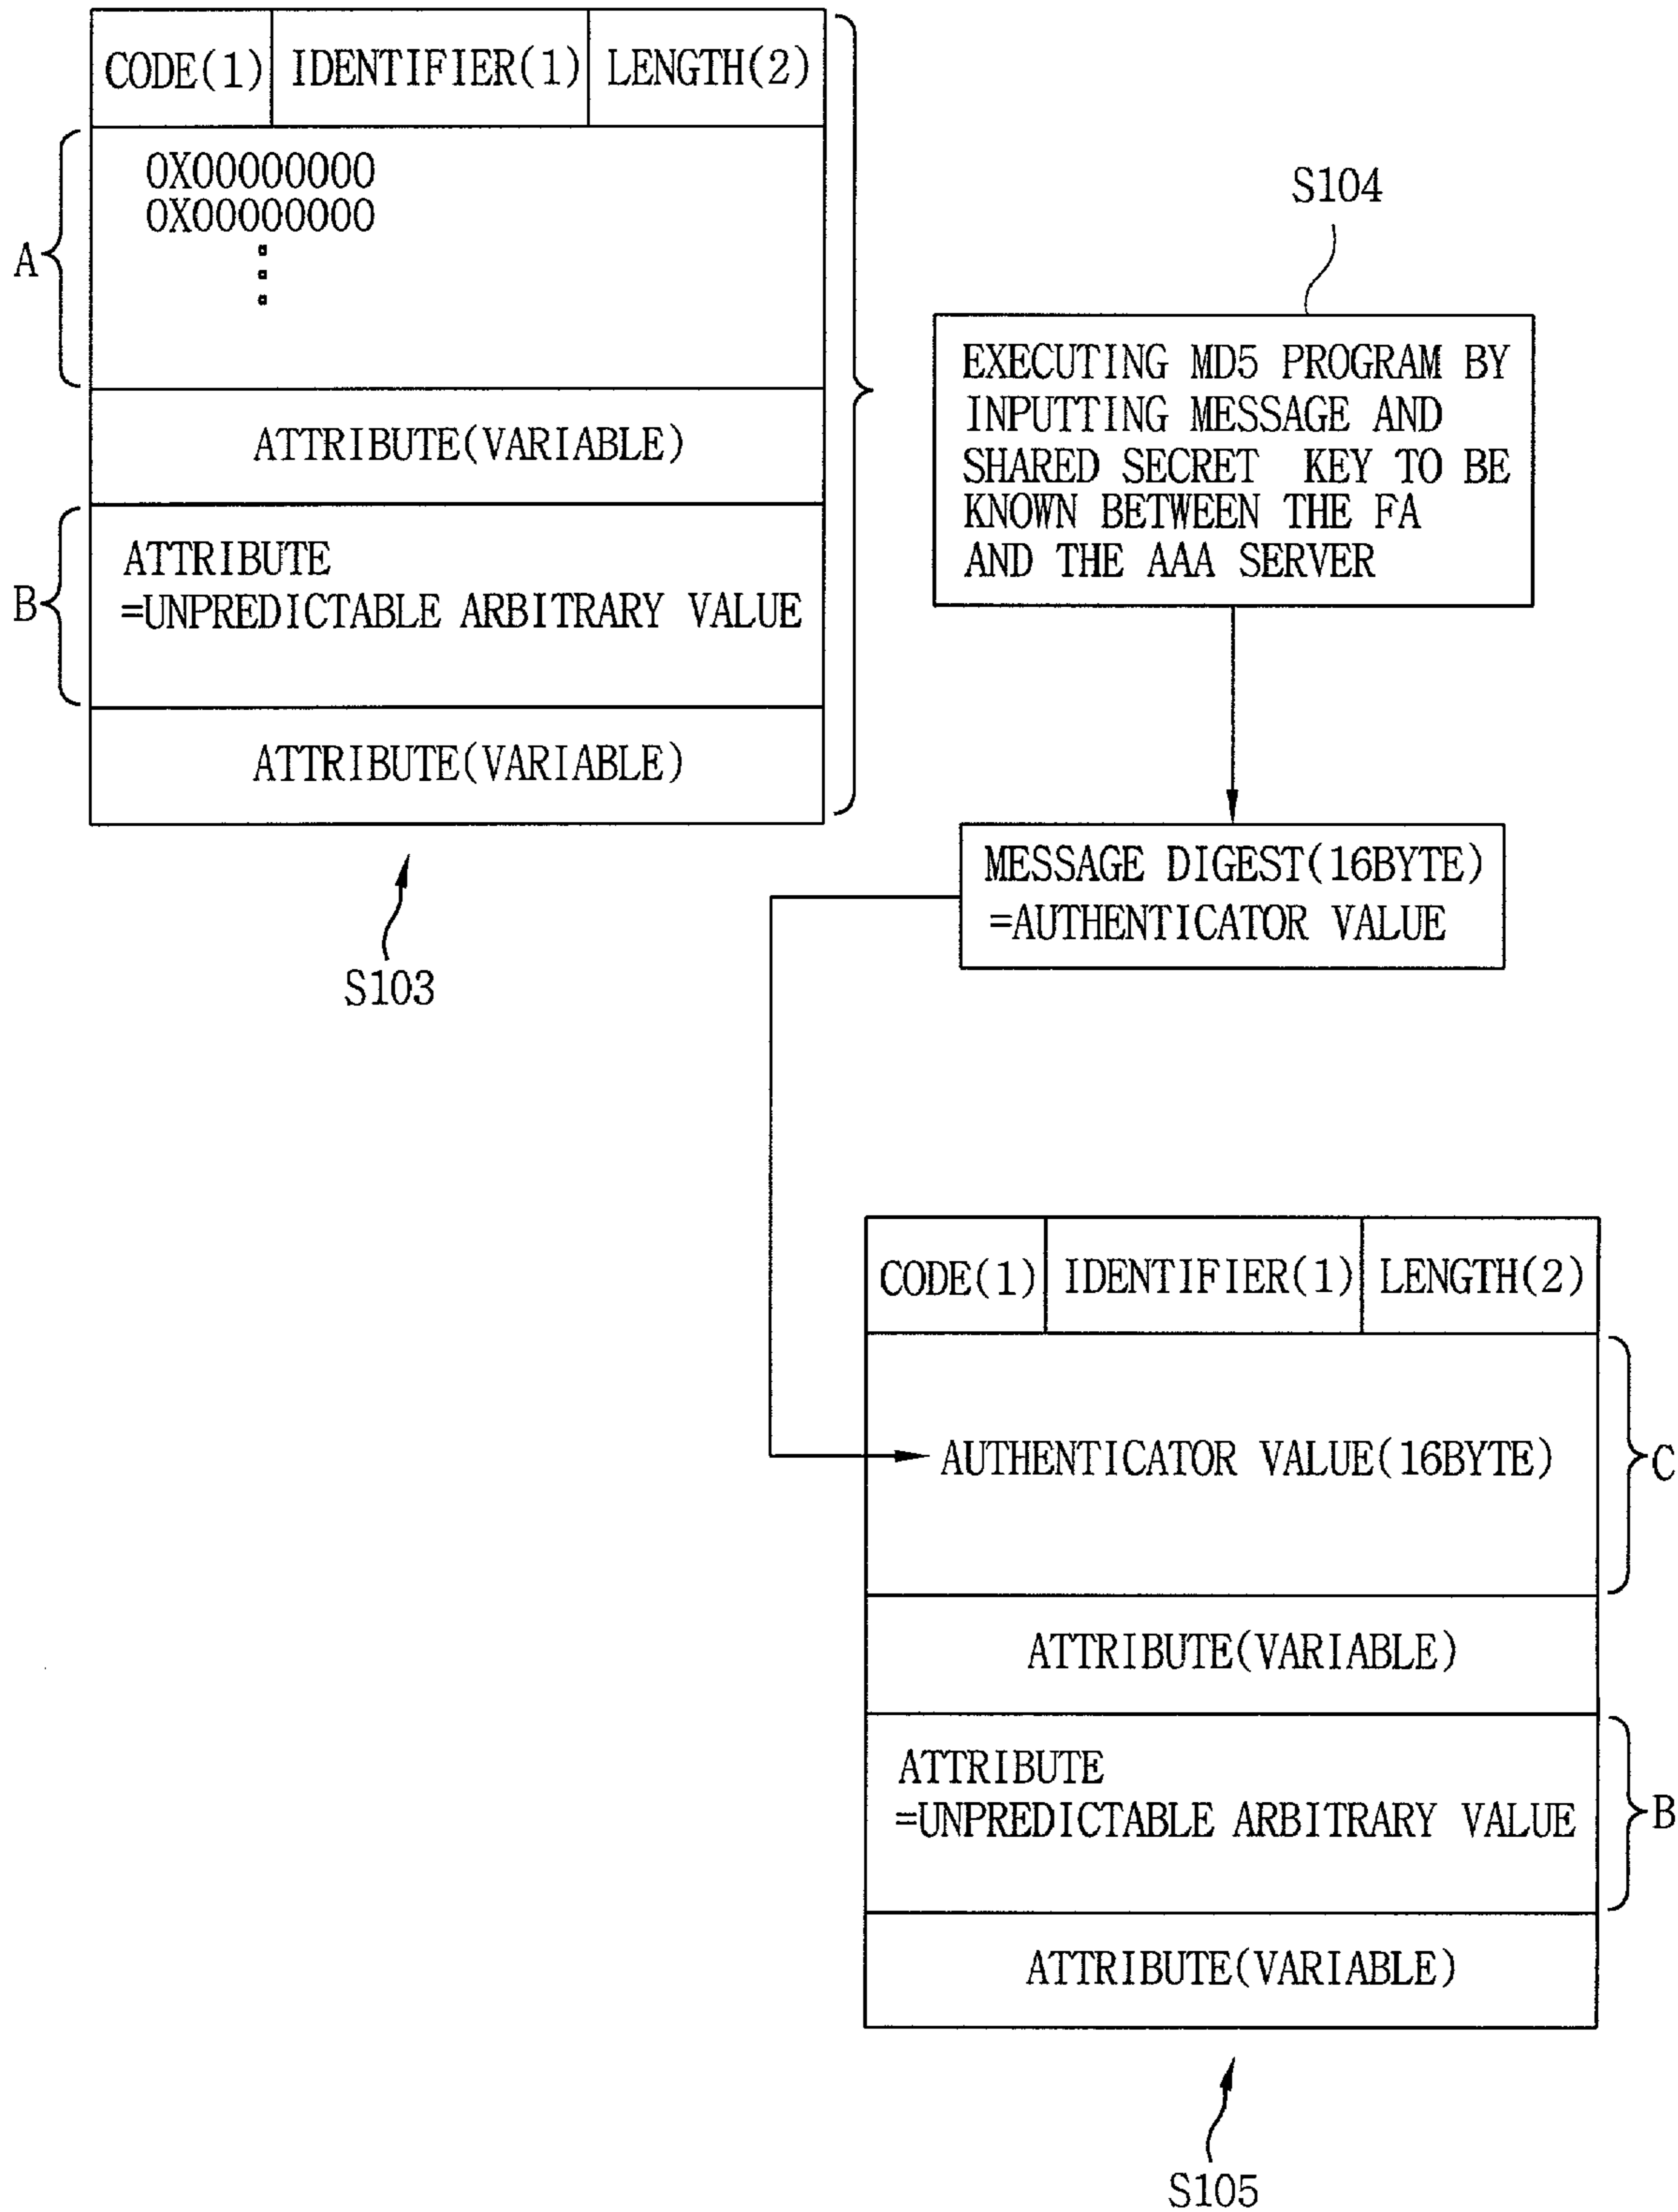 CODE(1) IDENTIFIER(1) LENGTH(2)
0X00000000
0X00000000
A
ATTRIBUTE(VARIABLE)
B
ATTRIBUTE
=UNPREDICTABLE ARBITRARY VALUE
ATTRIBUTE(VARIABLE)
S103
S104
EXECUTING MD5 PROGRAM BY
INPUTTING MESSAGE AND
SHARED SECRET KEY TO BE
KNOWN BETWEEN THE FA
AND THE AAA SERVER
MESSAGE DIGEST(16BYTE)
=AUTHENTICATOR VALUE
CODE(1) IDENTIFIER(1) LENGTH(2)
AUTHENTICATOR VALUE(16BYTE)
C
ATTRIBUTE(VARIABLE)
ATTRIBUTE
=UNPREDICTABLE ARBITRARY VALUE
B
ATTRIBUTE(VARIABLE)
S105